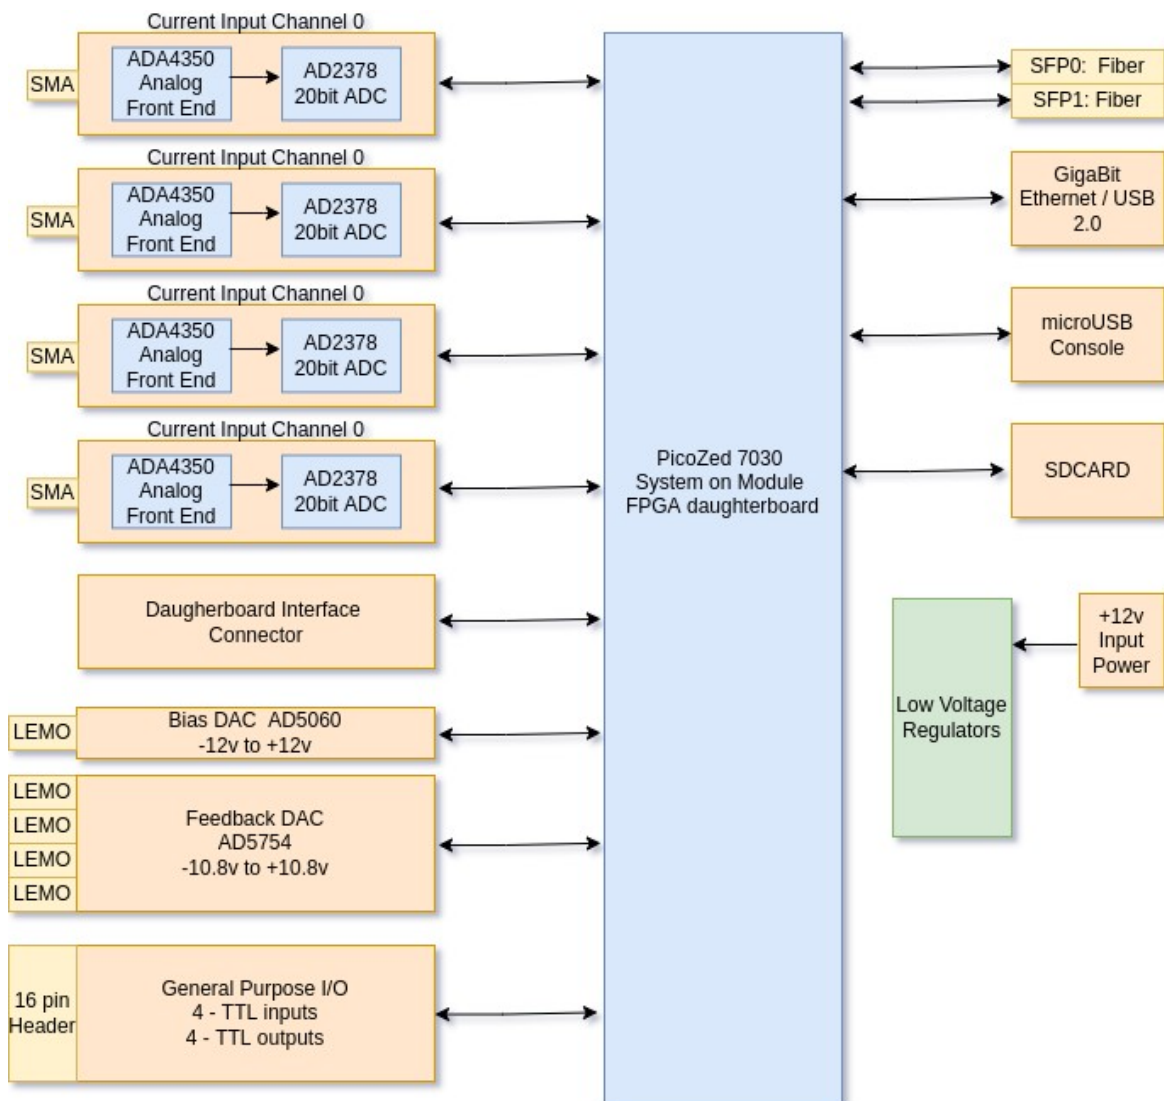 Current Input Channel 0
SMA
ADA4350
Analog
Front End
AD2378
20bit ADC
Current Input Channel 0
SMA
ADA4350
Analog
Front End
AD2378
20bit ADC
Current Input Channel 0
SMA
ADA4350
Analog
Front End
AD2378
20bit ADC
Current Input Channel 0
SMA
ADA4350
Analog
Front End
AD2378
20bit ADC
Daugherboard Interface
Connector
LEMO
Bias DAC AD5060
-12v to +12v
LEMO
LEMO
LEMO
LEMO
Feedback DAC
AD5754
-10.8v to +10.8v
16 pin
Header
General Purpose I/O
4 - TTL inputs
4 - TTL outputs
PicoZed 7030
System on Module
FPGA daughterboard
SFP0: Fiber
SFP1: Fiber
GigaBit
Ethernet / USB
2.0
microUSB
Console
SDCARD
Low Voltage
Regulators
+12v
Input
Power